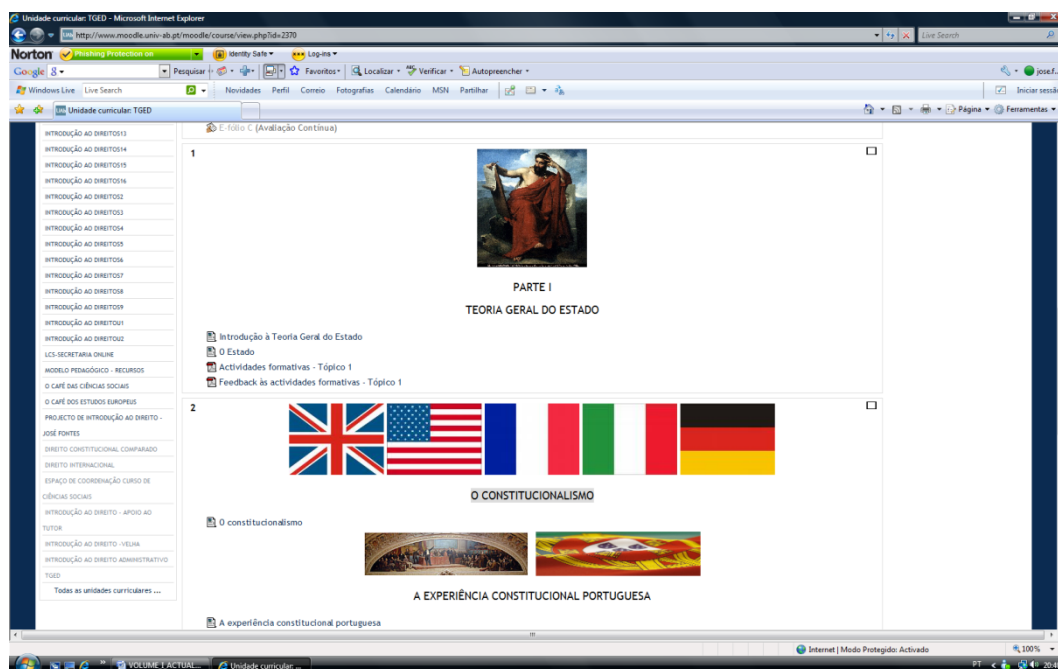 Unidade curricular: TGED - Microsoft Internet Explorer
http://www.moodle.univ-ab.pt/moodle/course/view.php?id=2370
Live Search
Norton Phishing Protection on Identity Safe Log-ins
Google Pesquisar Favoritos Localizar Verificar Autopreencher josef...
Windows Live Live Search Novidades Perfil Correio Fotografias Calendário MSN Partilhar Iniciar sessã
Unidade curricular: TGED Página Ferramentas
INTRODUÇÃO AO DIREITOS13
INTRODUÇÃO AO DIREITOS14
INTRODUÇÃO AO DIREITOS15
INTRODUÇÃO AO DIREITOS16
INTRODUÇÃO AO DIREITOS2
INTRODUÇÃO AO DIREITOS3
INTRODUÇÃO AO DIREITOS4
INTRODUÇÃO AO DIREITOS5
INTRODUÇÃO AO DIREITOS6
INTRODUÇÃO AO DIREITOS7
INTRODUÇÃO AO DIREITOS8
INTRODUÇÃO AO DIREITOS9
INTRODUÇÃO AO DIREITOU1
INTRODUÇÃO AO DIREITOU2
LCS-SECRETARIA ONLINE
MODELO PEDAGÓGICO - RECURSOS
O CAFÉ DAS CIÊNCIAS SOCIAIS
O CAFÉ DOS ESTUDOS EUROPEUS
PROJECTO DE INTRODUÇÃO AO DIREITO -
JOSÉ FONTES
DIREITO CONSTITUCIONAL COMPARADO
DIREITO INTERNACIONAL
ESPAÇO DE COORDENAÇÃO CURSO DE
CIÊNCIAS SOCIAIS
INTRODUÇÃO AO DIREITO - APOIO AO
TUTOR
INTRODUÇÃO AO DIREITO -VELHA
INTRODUÇÃO AO DIREITO ADMINISTRATIVO
TGED
Todas as unidades curriculares ...
E-fólio C (Avaliação Contínua)
1
PARTE I
TEORIA GERAL DO ESTADO
Introdução à Teoria Geral do Estado
O Estado
Actividades formativas - Tópico 1
Feedback às actividades formativas - Tópico 1
2
O CONSTITUCIONALISMO
O constitucionalismo
A EXPERIÊNCIA CONSTITUCIONAL PORTUGUESA
A experiência constitucional portuguesa
Internet | Modo Protegido: Activado 100%
VOLUME I ACTUAL... Unidade curricular: ... PT 20:48